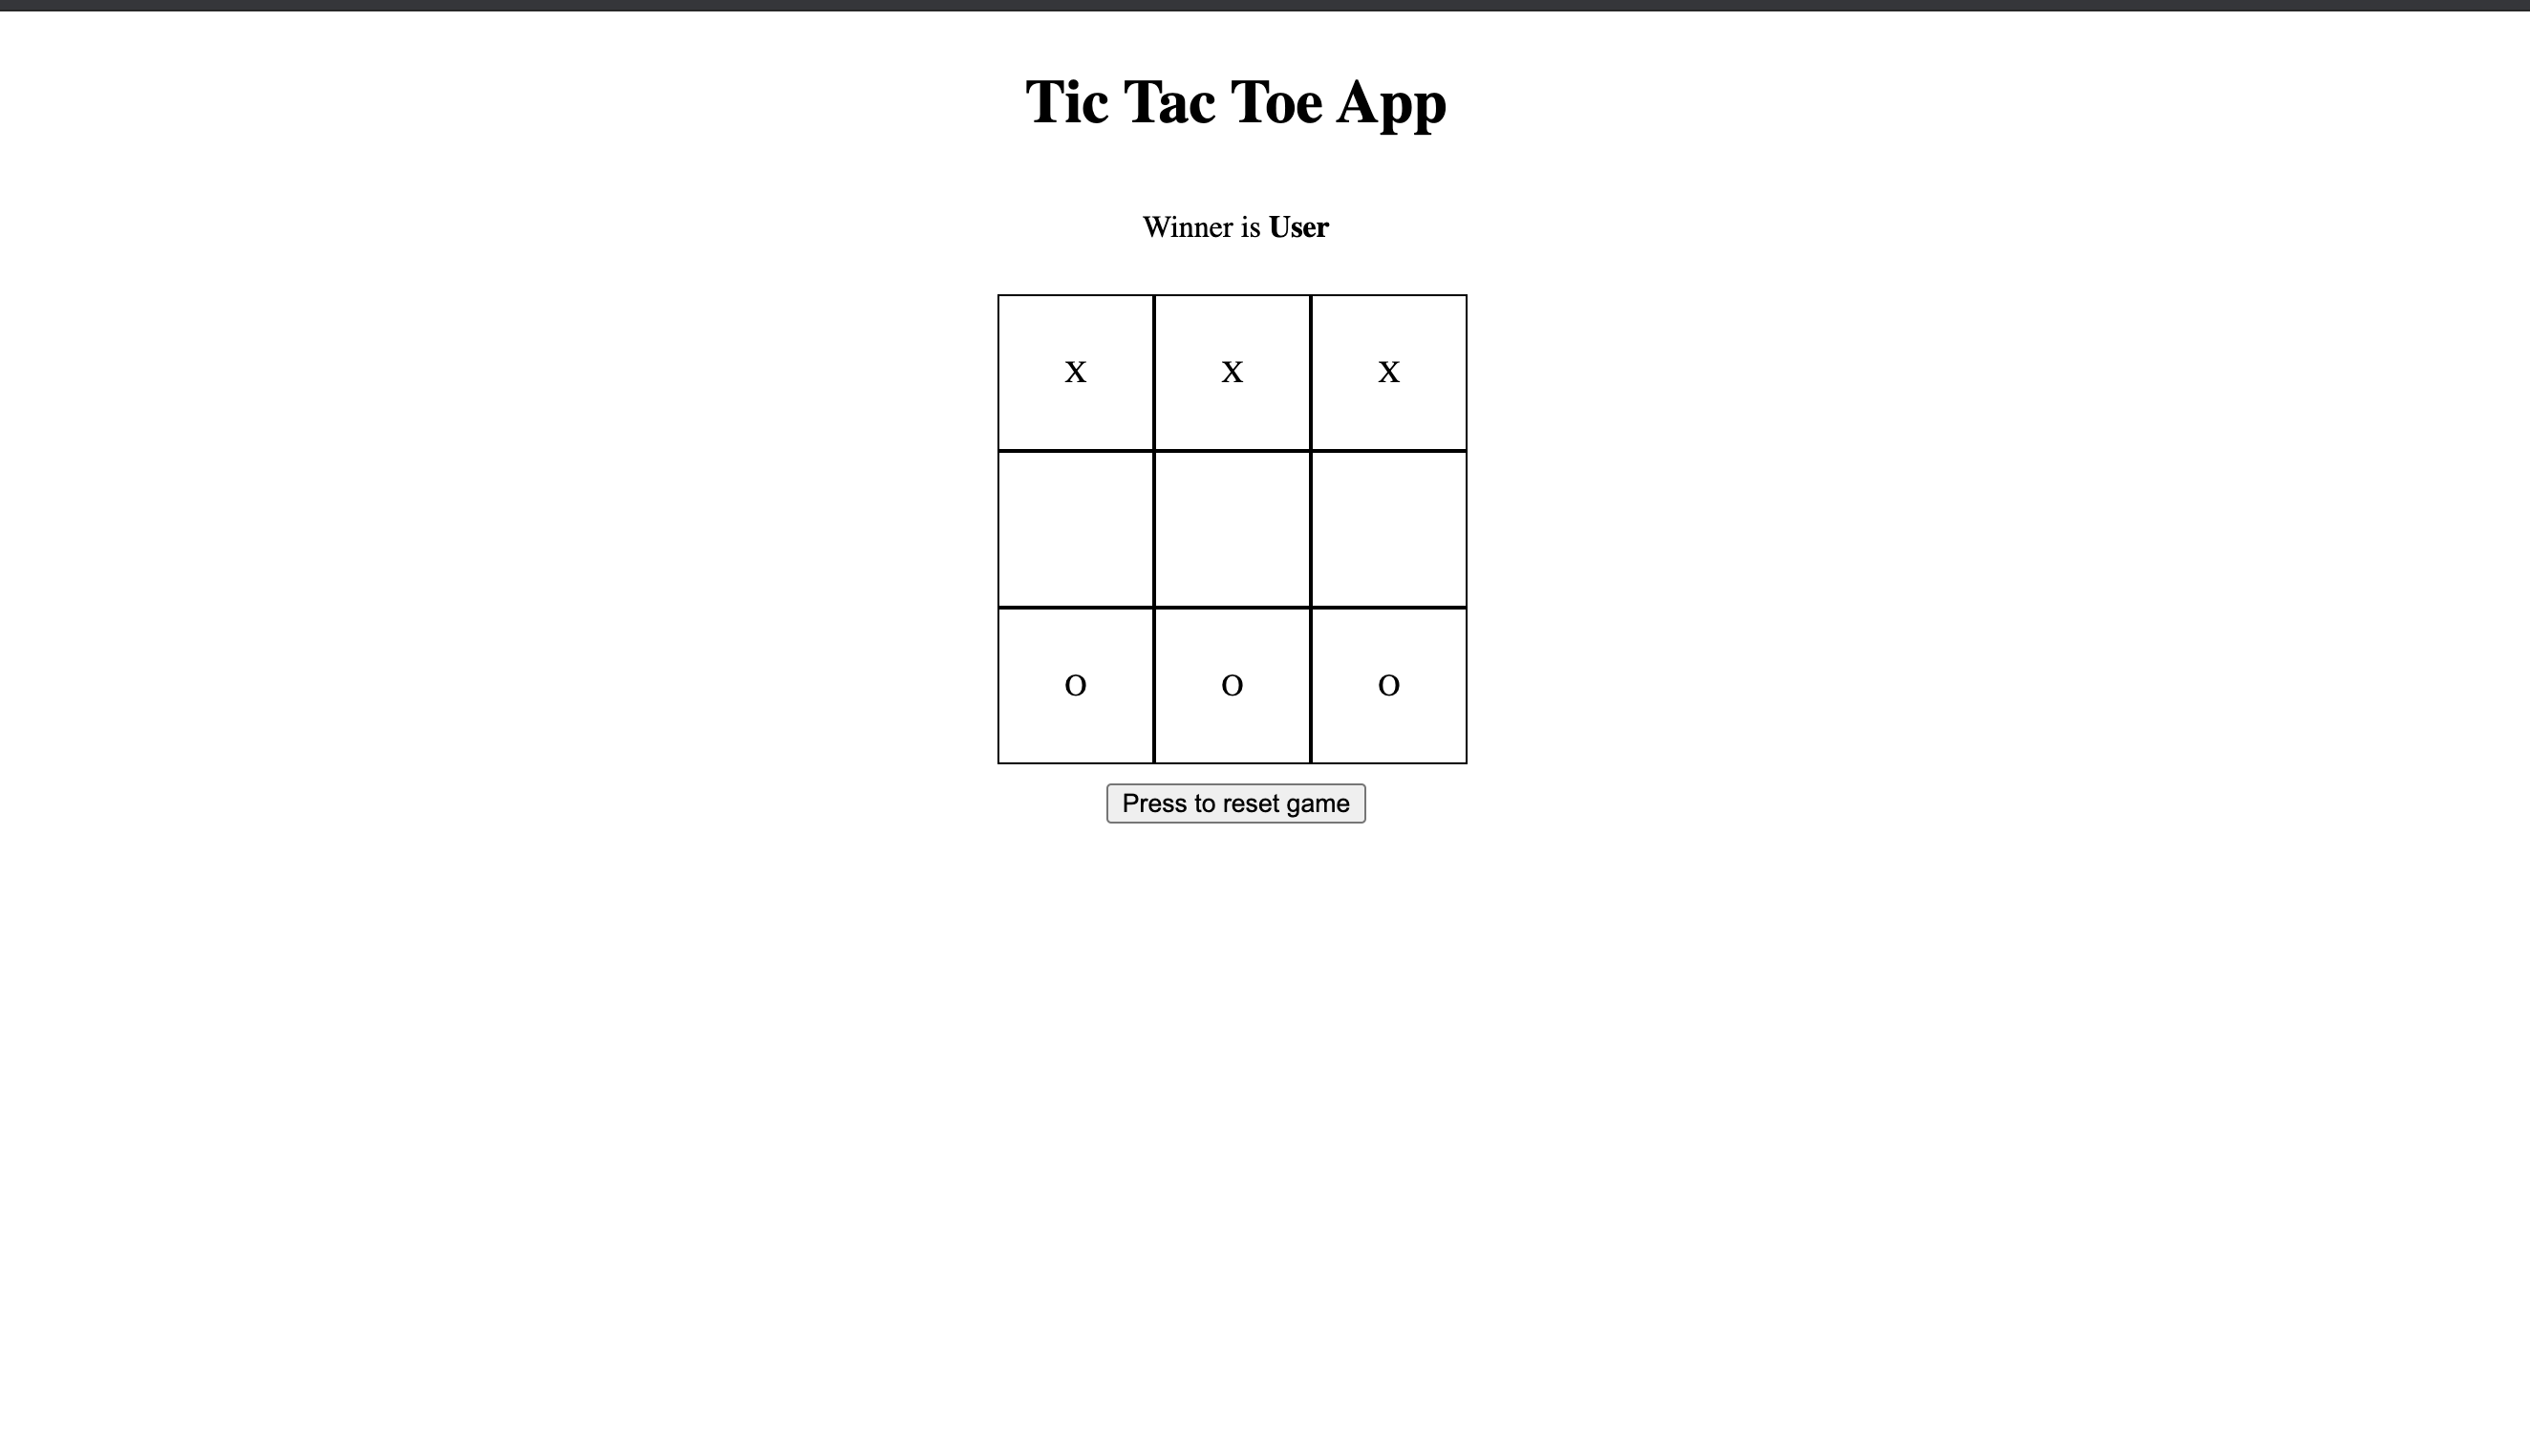 Tic Tac Toe App
Winner is User
X X X
O O O
Press to reset game